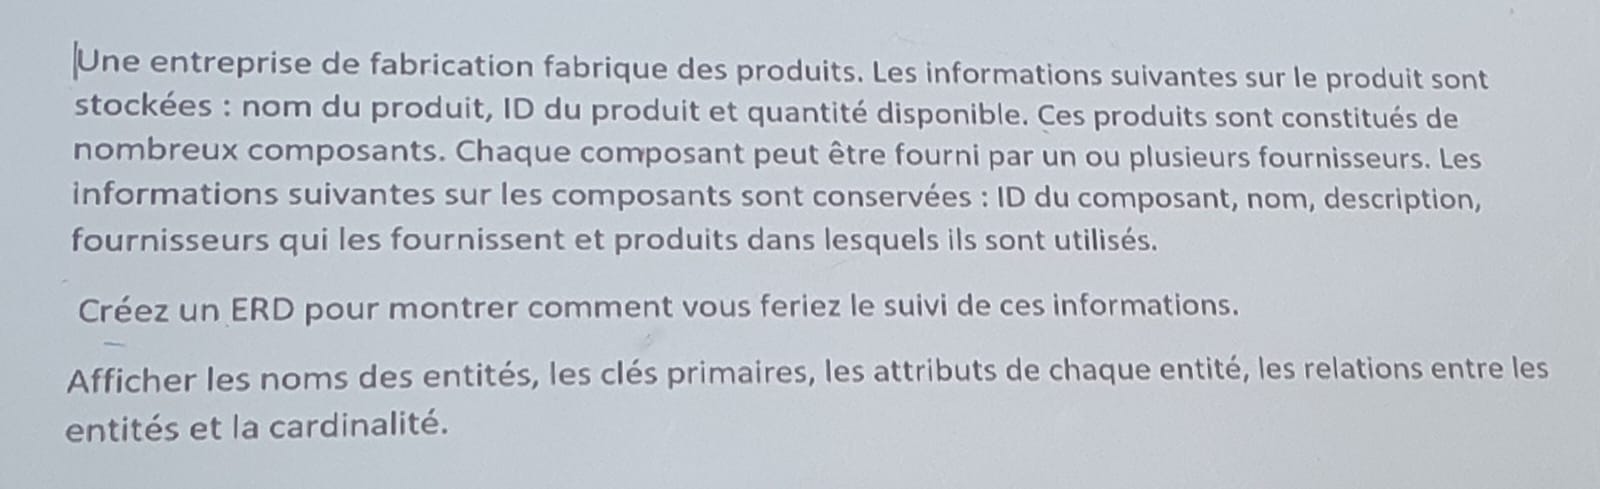 Une entreprise de fabrication fabrique des produits. Les informations suivantes sur le produit sont
stockées : nom du produit, ID du produit et quantité disponible. Ces produits sont constitués de
nombreux composants. Chaque composant peut être fourni par un ou plusieurs fournisseurs. Les
informations suivantes sur les composants sont conservées : ID du composant, nom, description,
fournisseurs qui les fournissent et produits dans lesquels ils sont utilisés.
Créez un ERD pour montrer comment vous feriez le suivi de ces informations.
Afficher les noms des entités, les clés primaires, les attributs de chaque entité, les relations entre les
entités et la cardinalité.